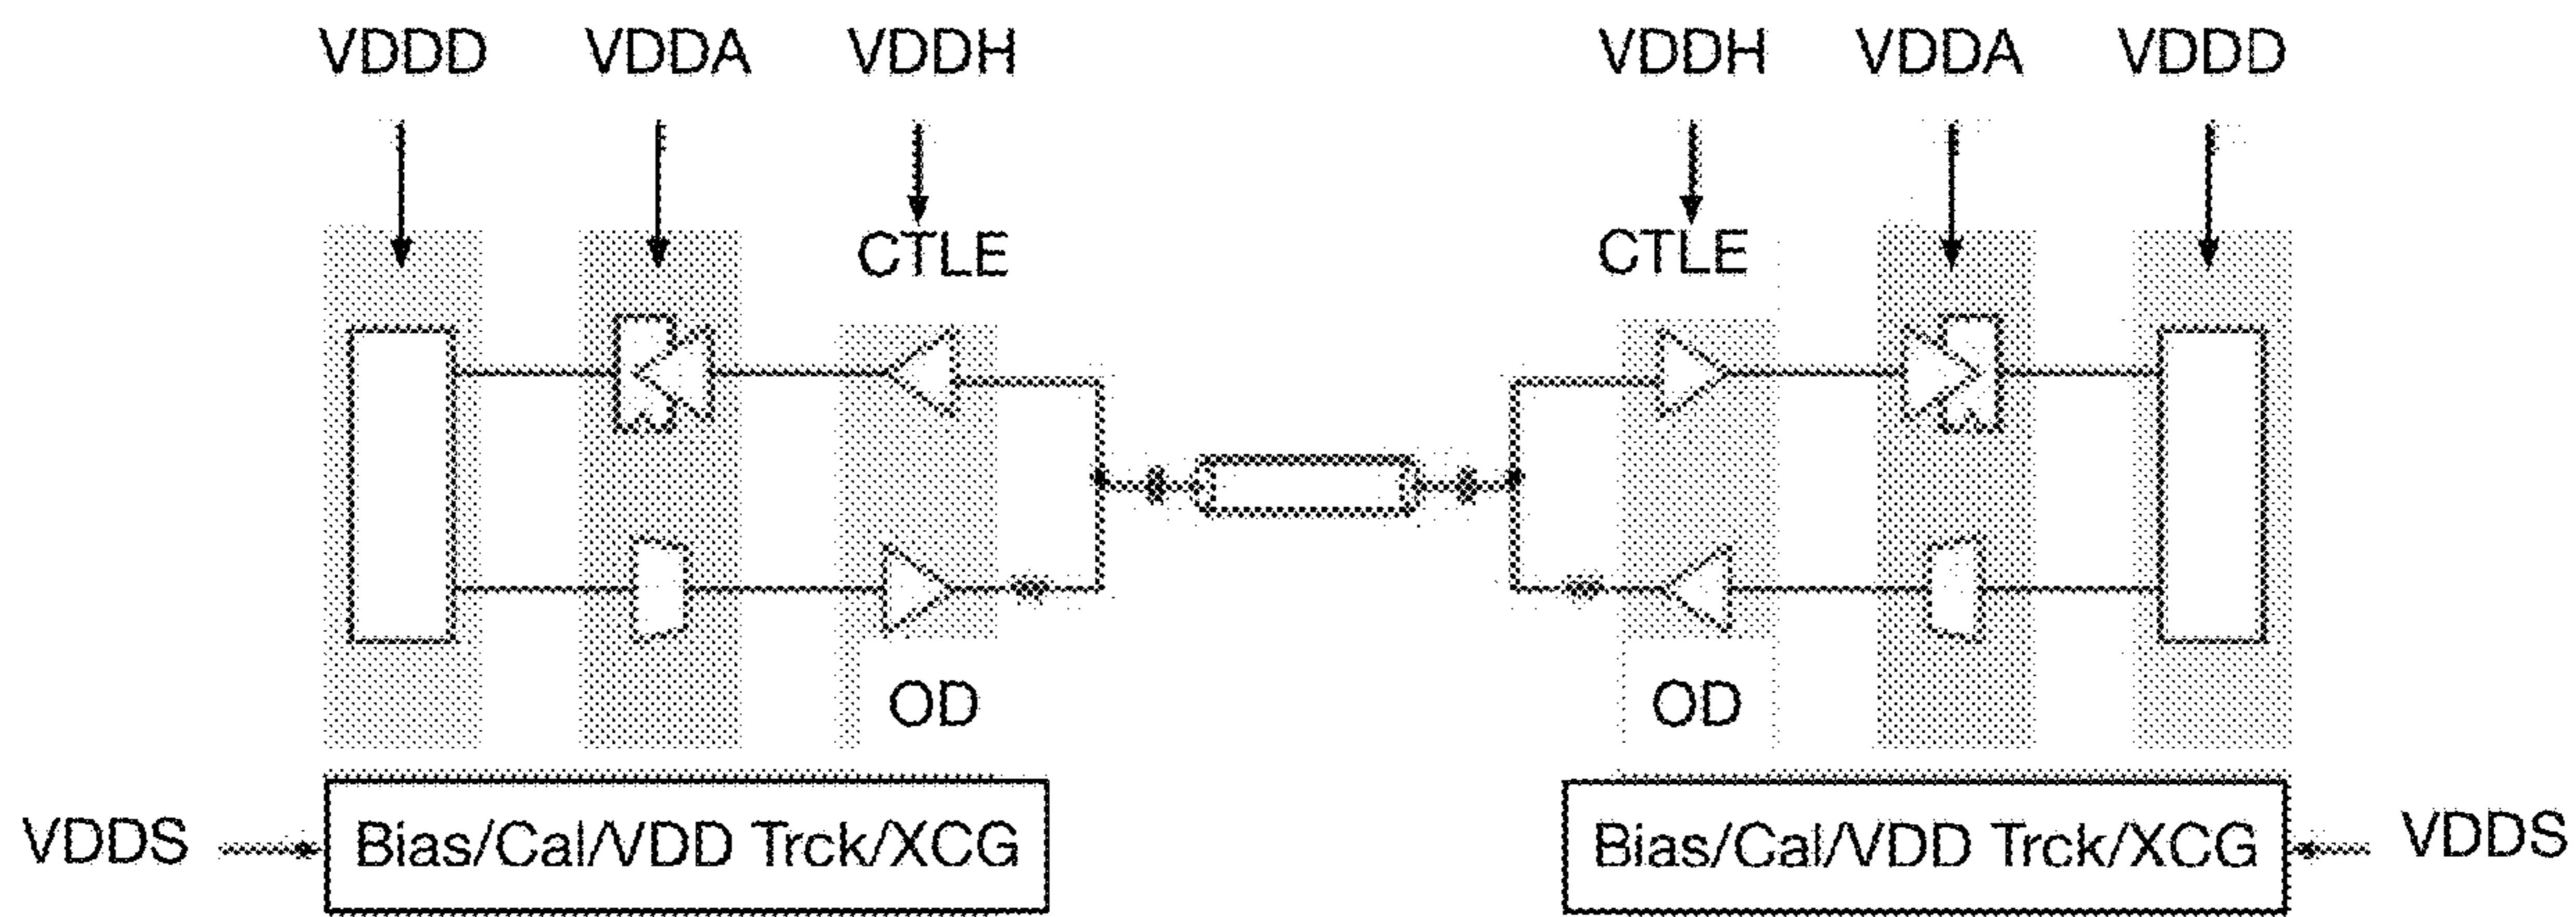 VDDD VDDA VDDH VDDH VDDA VDDD
CTLE CTLE
OD OD
VDDS Bias/Cal/VDD Trck/XCG Bias/Cal/VDD Trck/XCG VDDS